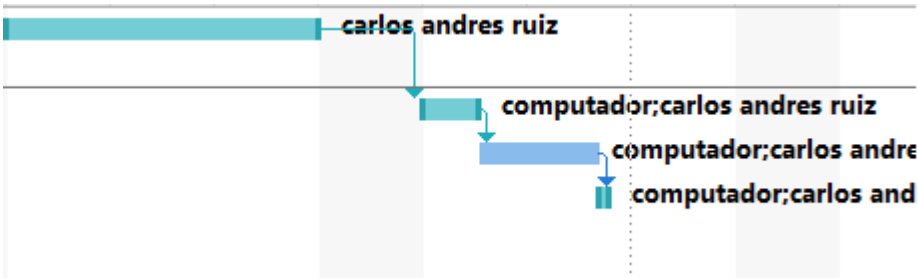 carlos andres ruiz
computador;carlos andres ruiz
computador;carlos andre
computador;carlos and